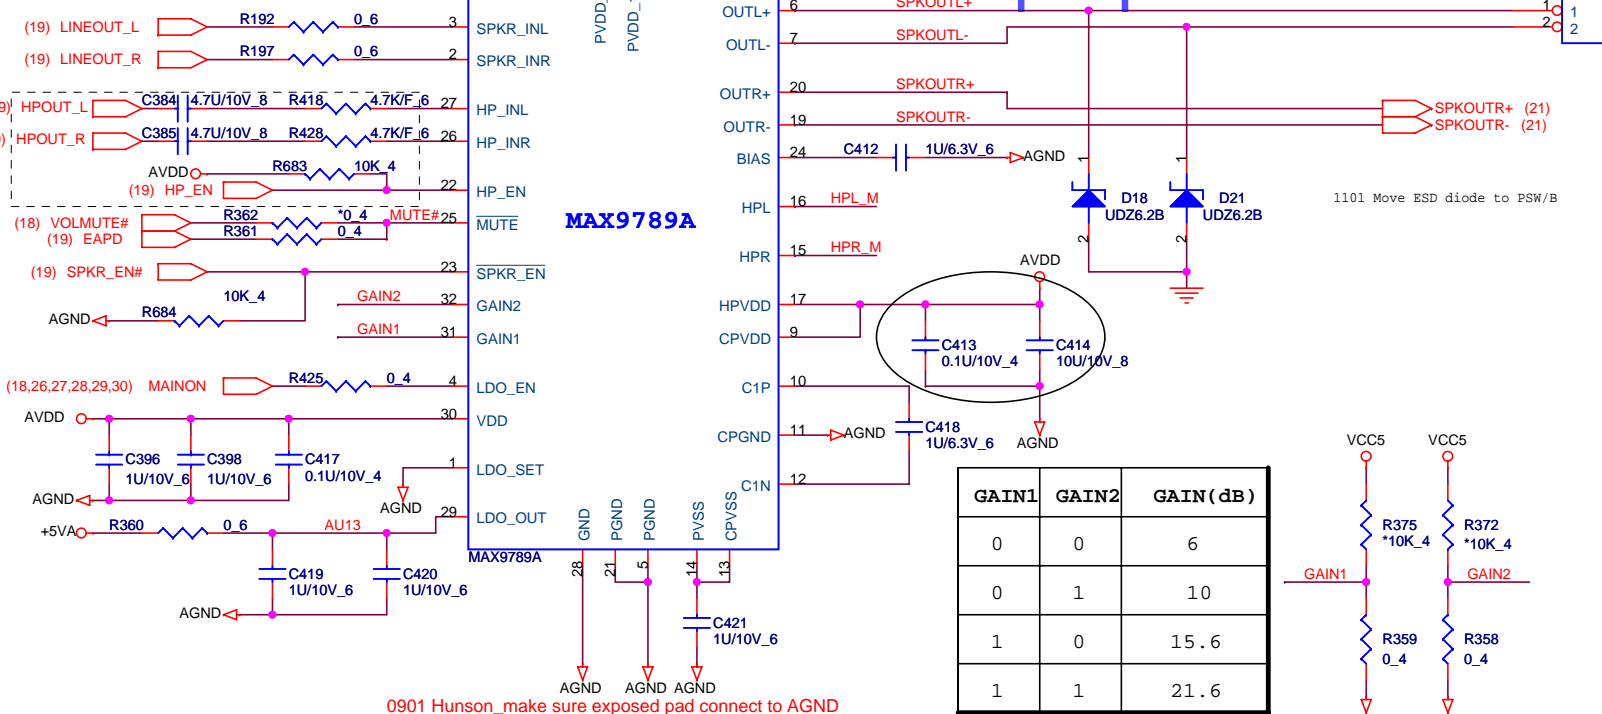 (19) LINEOUT_L R192 0_6 3 SPKR_INL
(19) LINEOUT_R R197 0_6 2 SPKR_INR
HPOUT_L C384 4.7U/10V_8 R418 4.7K/F_6 27 HP_INL
HPOUT_R C385 4.7U/10V_8 R428 4.7K/F_6 26 HP_INR
AVDD R683 10K_4
(19) HP_EN 22 HP_EN
(18) VOLMUTE# R362 *0_4 MUTE# 25 MUTE
(19) EAPD R361 0_4
(19) SPKR_EN# 23 SPKR_EN
10K_4
AGND R684
GAIN2 32 GAIN2
GAIN1 31 GAIN1
(18,26,27,28,29,30) MAINON R425 0_4 4 LDO_EN
AVDD 30 VDD
C396 1U/10V_6
C398 1U/10V_6
C417 0.1U/10V_4
AGND
1 LDO_SET
AGND
+5VA R360 0_6 AU13 29 LDO_OUT
C419 1U/10V_6
C420 1U/10V_6
AGND
PVDD_
PVDD_
MAX9789A
MAX9789A
GND 28
PGND 21
PGND 5
PVSS 14
CPVSS 13
C421 1U/10V_6
AGND AGND AGND
0901 Hunson_make sure exposed pad connect to AGND
OUTL+ 6 SPKOUTL+
OUTL- 7 SPKOUTL-
1 1
2 2
OUTR+ 20 SPKOUTR+ SPKOUTR+ (21)
OUTR- 19 SPKOUTR- SPKOUTR- (21)
BIAS 24 C412 1U/6.3V_6 AGND
HPL 16 HPL_M
HPR 15 HPR_M
1 D18 UDZ6.2B 2
1 D21 UDZ6.2B 2
1101 Move ESD diode to PSW/B
AVDD
HPVDD 17
CPVDD 9
C413 0.1U/10V_4
C414 10U/10V_8
AGND
C1P 10
C418 1U/6.3V_6
CPGND 11 AGND
C1N 12
GAIN1 GAIN2 GAIN(dB)
0 0 6
0 1 10
1 0 15.6
1 1 21.6
VCC5 VCC5
R375 *10K_4
R372 *10K_4
GAIN1 GAIN2
R359 0_4
R358 0_4